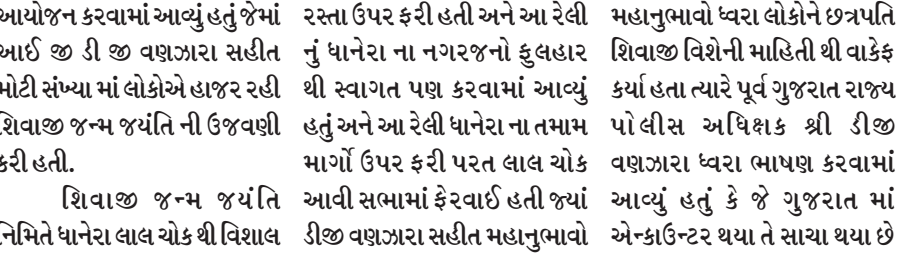 આયોજન કરવામાં આવ્યું હતું જેમાં
આઈ જી ડી જી વણઝારા સહીત
મોટી સંખ્યા માં લોકોએ હાજર રહી
શિવાજી જન્મ જયંતિ ની ઉજવણી
કરી હતી.
શિવાજી જન્મ જયંતિ
નિમિતે ધાનેરા લાલ ચોક થી વિશાલ
રસ્તા ઉપર ફરી હતી અને આ રેલી
નું ધાનેરા ના નગરજનો ફુલહાર
થી સ્વાગત પણ કરવામાં આવ્યું
હતું અને આ રેલી ધાનેરા ના તમામ
માર્ગો ઉપર ફરી પરત લાલ ચોક
આવી સભામાં ફેરવાઈ હતી જ્યાં
ડીજી વણઝારા સહીત મહાનુભાવો
મહાનુભાવો ધ્વરા લોકોને છત્રપતિ
શિવાજી વિશેની માહિતી થી વાકેફ
કર્યા હતા ત્યારે પૂર્વ ગુજરાત રાજ્ય
પોલીસ અધિક્ષક શ્રી ડીજી
વણઝારા ધ્વરા ભાષણ કરવામાં
આવ્યું હતું કે જે ગુજરાત માં
એન્કાઉન્ટર થયા તે સાચા થયા છે